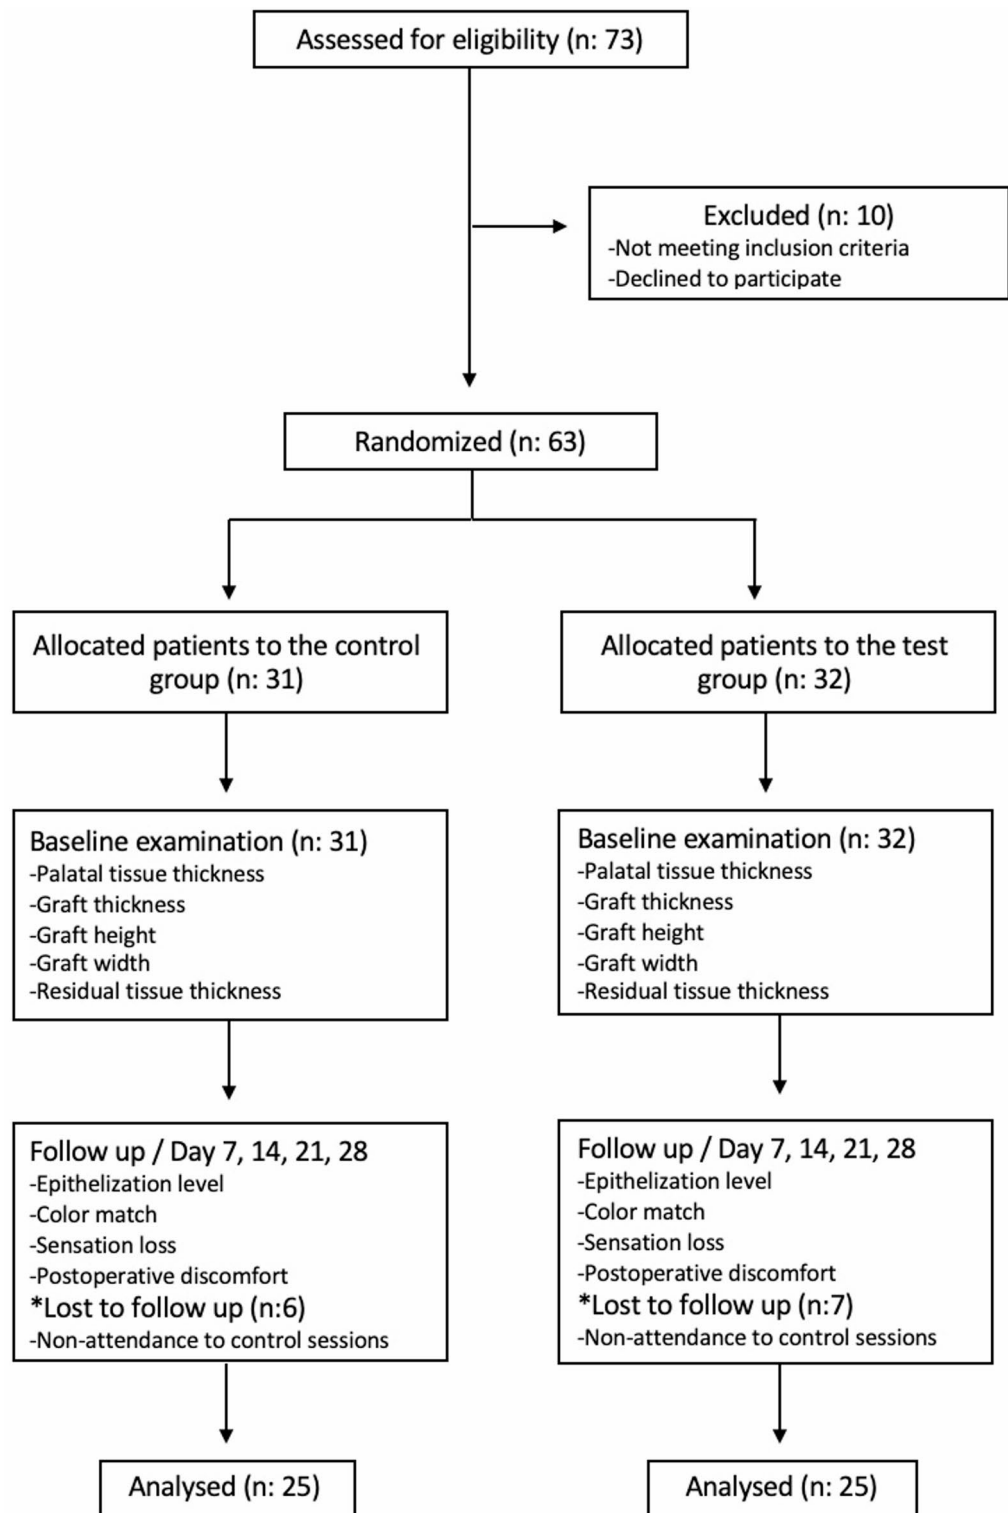 Assessed for eligibility (n: 73)
Excluded (n: 10)
-Not meeting inclusion criteria
-Declined to participate
Randomized (n: 63)
Allocated patients to the control
group (n: 31)
Allocated patients to the test
group (n: 32)
Baseline examination (n: 31)
-Palatal tissue thickness
-Graft thickness
-Graft height
-Graft width
-Residual tissue thickness
Baseline examination (n: 32)
-Palatal tissue thickness
-Graft thickness
-Graft height
-Graft width
-Residual tissue thickness
Follow up / Day 7, 14, 21, 28
-Epithelization level
-Color match
-Sensation loss
-Postoperative discomfort
*Lost to follow up (n:6)
-Non-attendance to control sessions
Follow up / Day 7, 14, 21, 28
-Epithelization level
-Color match
-Sensation loss
-Postoperative discomfort
*Lost to follow up (n:7)
-Non-attendance to control sessions
Analysed (n: 25)
Analysed (n: 25)